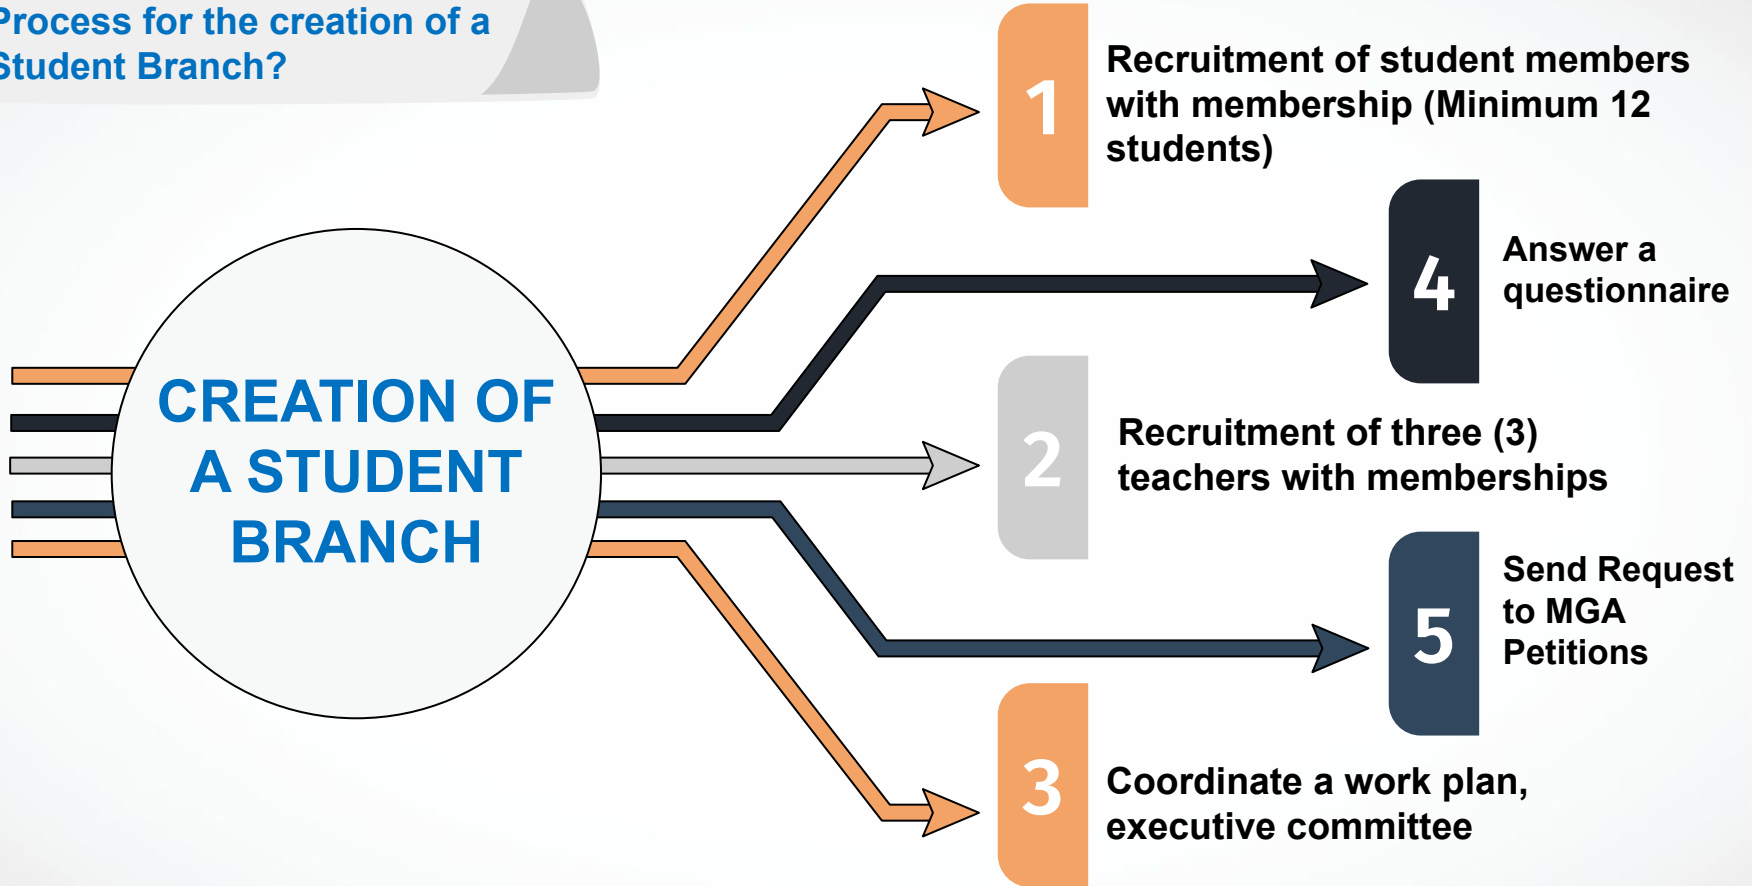 Process for the creation of a
Student Branch?
CREATION OF
A STUDENT
BRANCH
1
Recruitment of student members
with membership (Minimum 12
students)
4
Answer a
questionnaire
2
Recruitment of three (3)
teachers with memberships
5
Send Request
to MGA
Petitions
3
Coordinate a work plan,
executive committee